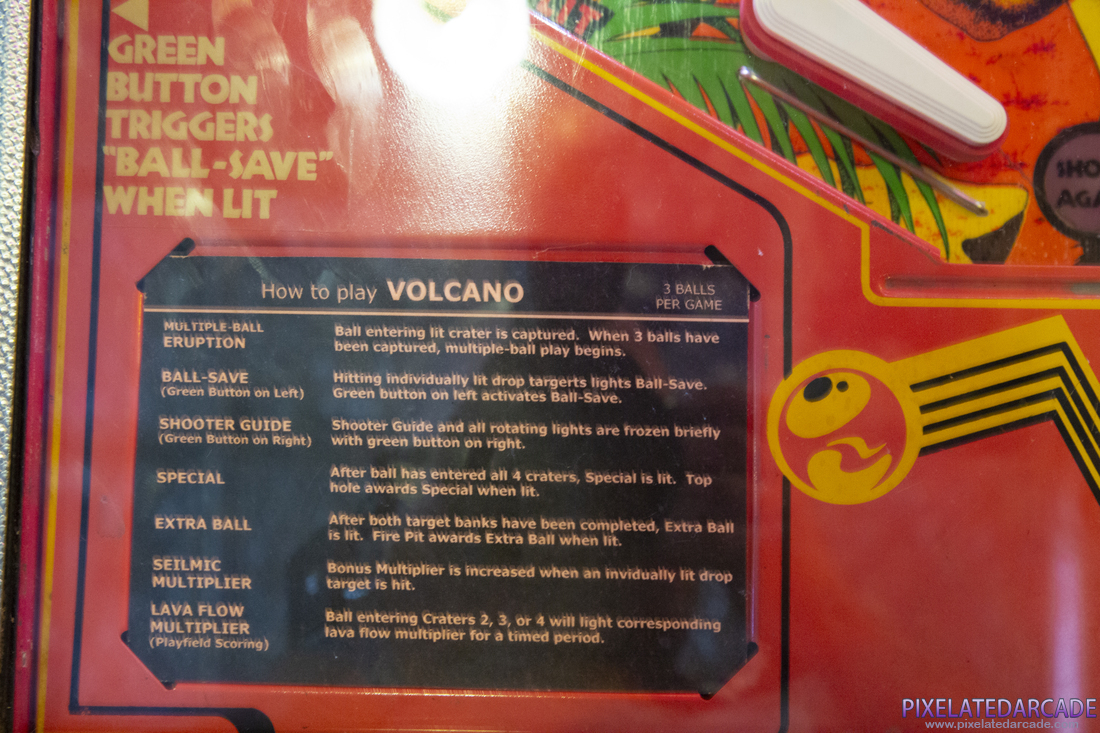 GREEN
BUTTON
TRIGGERS
"BALL-SAVE"
WHEN LIT
SHO
AGA
How to play VOLCANO
3 BALLS
PER GAME
MULTIPLE-BALL
ERUPTION
Ball entering lit crater is captured. When 3 balls have
been captured, multiple-ball play begins.
BALL-SAVE
(Green Button on Left)
Hitting individually lit drop targerts lights Ball-Save.
Green button on left activates Ball-Save.
SHOOTER GUIDE
(Green Button on Right)
Shooter Guide and all rotating lights are frozen briefly
with green button on right.
SPECIAL
After ball has entered all 4 craters, Special is lit. Top
hole awards Special when lit.
EXTRA BALL
After both target banks have been completed, Extra Ball
is lit. Fire Pit awards Extra Ball when lit.
SEILMIC
MULTIPLIER
Bonus Multiplier is increased when an invidually lit drop
target is hit.
LAVA FLOW
MULTIPLIER
(Playfield Scoring)
Ball entering Craters 2, 3, or 4 will light corresponding
lava flow multiplier for a timed period.
PIXELATEDARCADE
www.pixelatedarcade.com